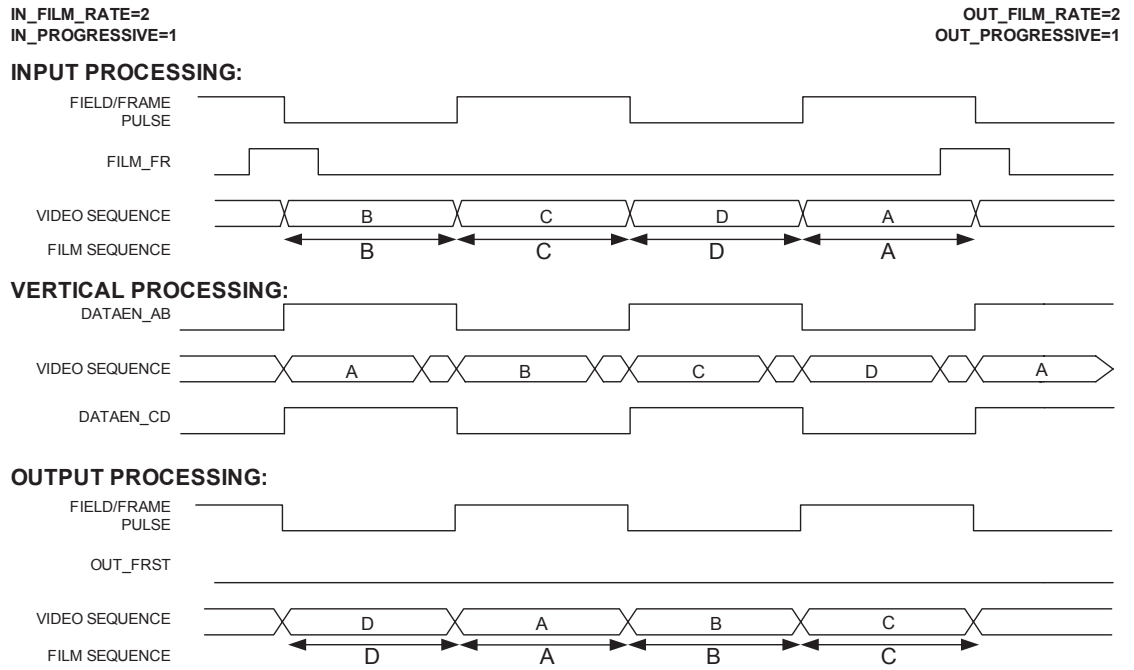 IN_FILM_RATE=2
IN_PROGRESSIVE=1
OUT_FILM_RATE=2
OUT_PROGRESSIVE=1
INPUT PROCESSING:
FIELD/FRAME
PULSE
FILM_FR
VIDEO SEQUENCE B C D A
FILM SEQUENCE B C D A
VERTICAL PROCESSING:
DATAEN_AB
VIDEO SEQUENCE A B C D A
DATAEN_CD
OUTPUT PROCESSING:
FIELD/FRAME
PULSE
OUT_FRST
VIDEO SEQUENCE D A B C
FILM SEQUENCE D A B C